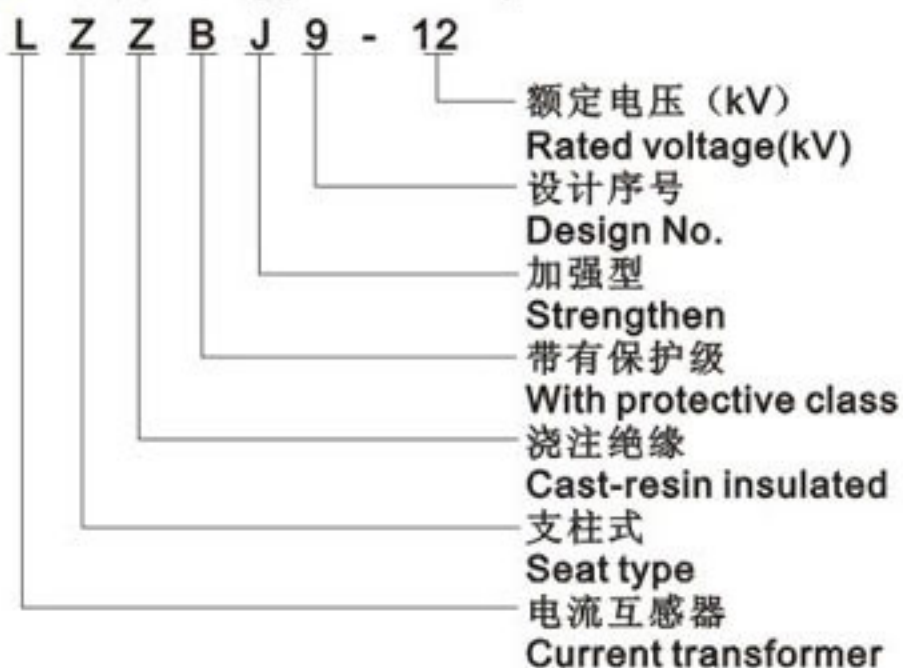 L Z Z B J 9 - 12
额定电压（kV）
Rated voltage(kV)
设计序号
Design No.
加强型
Strengthen
带有保护级
With protective class
浇注绝缘
Cast-resin insulated
支柱式
Seat type
电流互感器
Current transformer